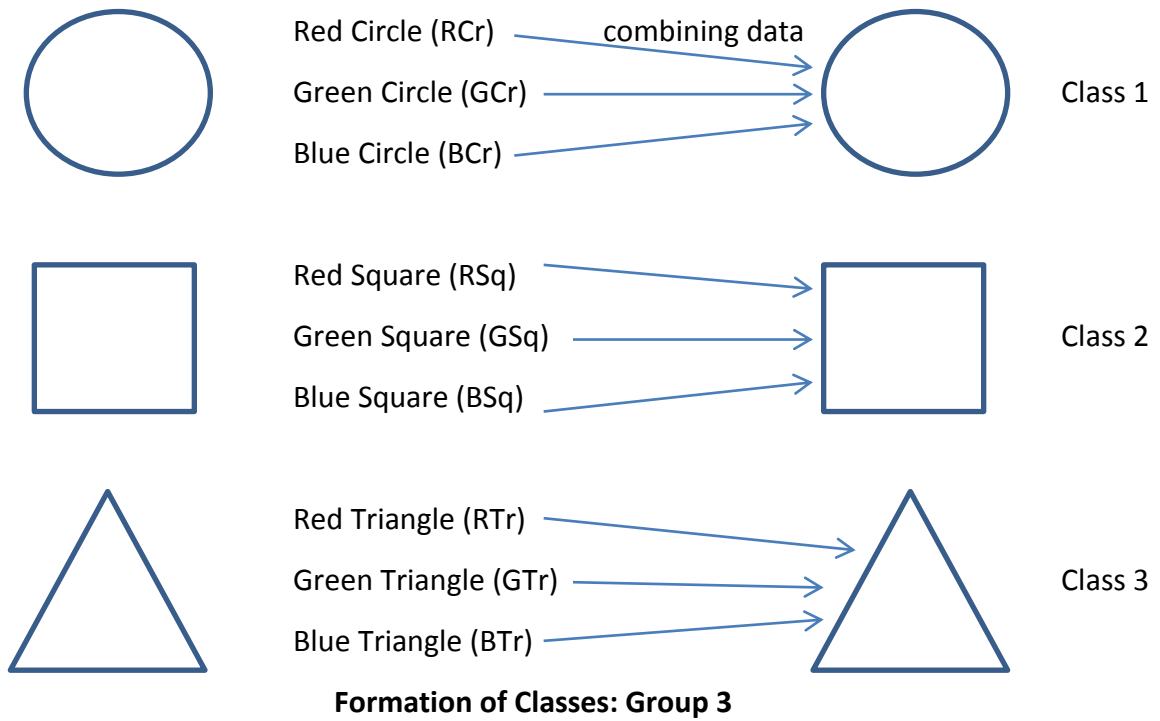 Red Circle (RCr) combining data
Green Circle (GCr) Class 1
Blue Circle (BCr)
Red Square (RSq)
Green Square (GSq) Class 2
Blue Square (BSq)
Red Triangle (RTr)
Green Triangle (GTr) Class 3
Blue Triangle (BTr)
Formation of Classes: Group 3